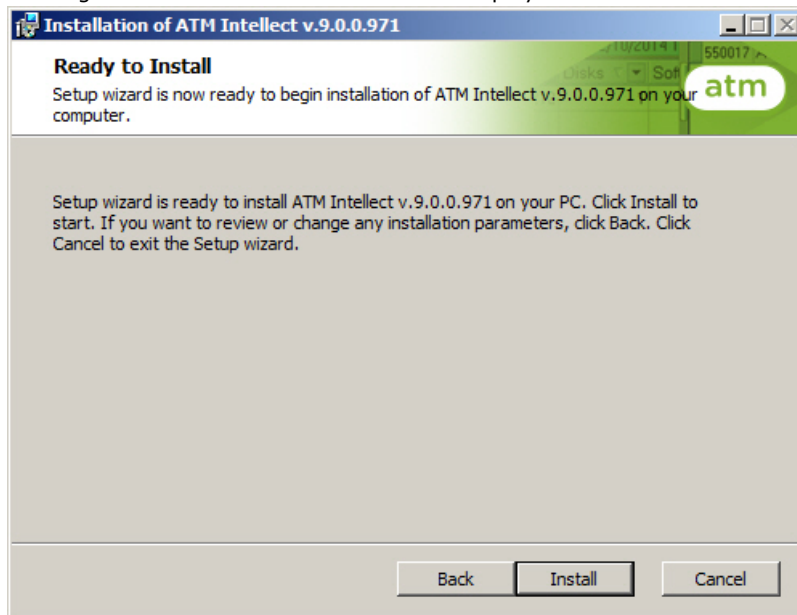 Installation of ATM Intellect v.9.0.0.971
Ready to Install
Setup wizard is now ready to begin installation of ATM Intellect v.9.0.0.971 on your
computer.
550017
Disks
atm
Setup wizard is ready to install ATM Intellect v.9.0.0.971 on your PC. Click Install to
start. If you want to review or change any installation parameters, click Back. Click
Cancel to exit the Setup wizard.
Back
Install
Cancel